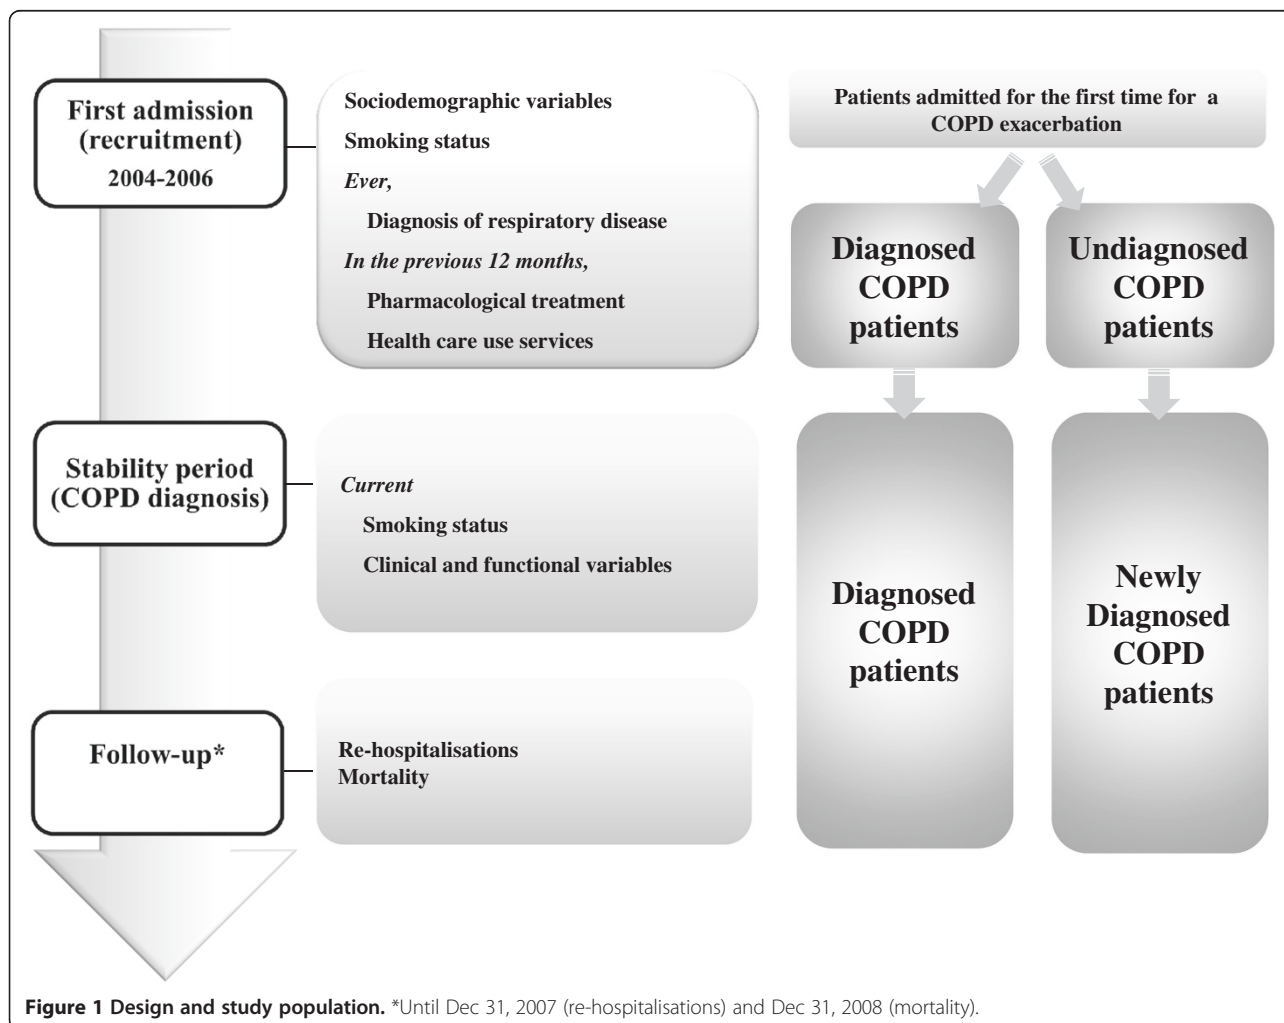 First admission
(recruitment)
2004-2006
Sociodemographic variables
Smoking status
Ever,
Diagnosis of respiratory disease
In the previous 12 months,
Pharmacological treatment
Health care use services
Patients admitted for the first time for a
COPD exacerbation
Diagnosed
COPD
patients
Undiagnosed
COPD
patients
Stability period
(COPD diagnosis)
Current
Smoking status
Clinical and functional variables
Diagnosed
COPD
patients
Newly
Diagnosed
COPD
patients
Follow-up*
Re-hospitalisations
Mortality
Figure 1 Design and study population. *Until Dec 31, 2007 (re-hospitalisations) and Dec 31, 2008 (mortality).